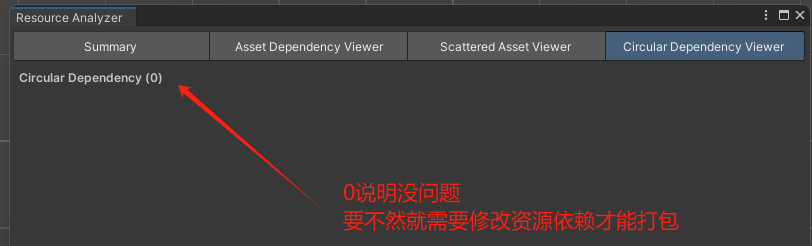 Resource Analyzer
Summary
Asset Dependency Viewer
Scattered Asset Viewer
Circular Dependency Viewer
Circular Dependency (0)
0说明没问题
要不然就需要修改资源依赖才能打包